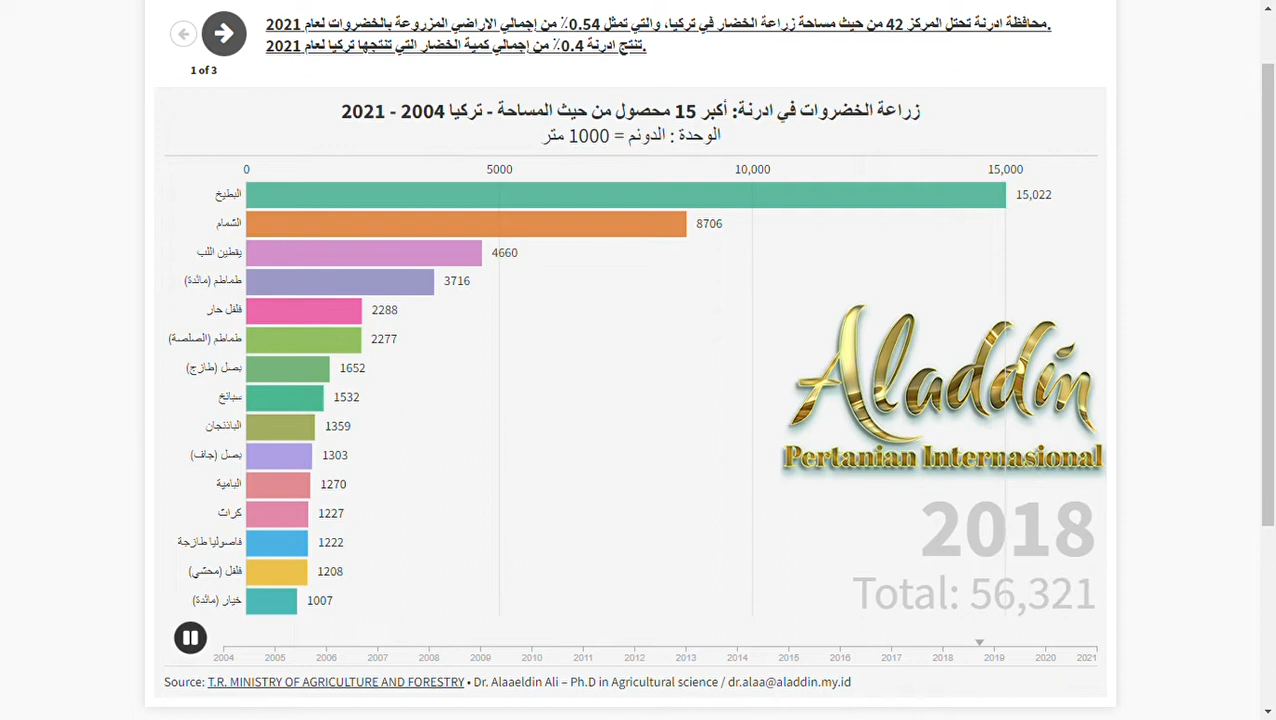 محافظة ادرنة تحتل المركز 42 من حيث مساحة زراعة الخضار في تركيا، والتي تمثل 0.54٪ من إجمالي الاراضي المزروعة بالخضروات لعام 2021.
تنتج ادرنة 0.4٪ من إجمالي كمية الخضار التي تنتجها تركيا لعام 2021.
1 of 3
زراعة الخضروات في ادرنة: أكبر 15 محصول من حيث المساحة - تركيا 2004 - 2021
الوحدة : الدونم = 1000 متر
0 5000 10,000 15,000
البطيخ 15,022
الشمام 8706
يقطين اللب 4660
طماطم (مائدة) 3716
فلفل حار 2288
طماطم (الصلصة) 2277
بصل (طازج) 1652
سبانخ 1532
الباذنجان 1359
بصل (جاف) 1303
البامية 1270
كراث 1227
فاصوليا طازجة 1222
فلفل (محشي) 1208
خيار (مائدة) 1007
Aladdin
Pertanian Internasional
2018
Total: 56,321
2004 2005 2006 2007 2008 2009 2010 2011 2012 2013 2014 2015 2016 2017 2018 2019 2020 2021
Source: T.R. MINISTRY OF AGRICULTURE AND FORESTRY • Dr. Alaaeldin Ali – Ph.D in Agricultural science / dr.alaa@aladdin.my.id